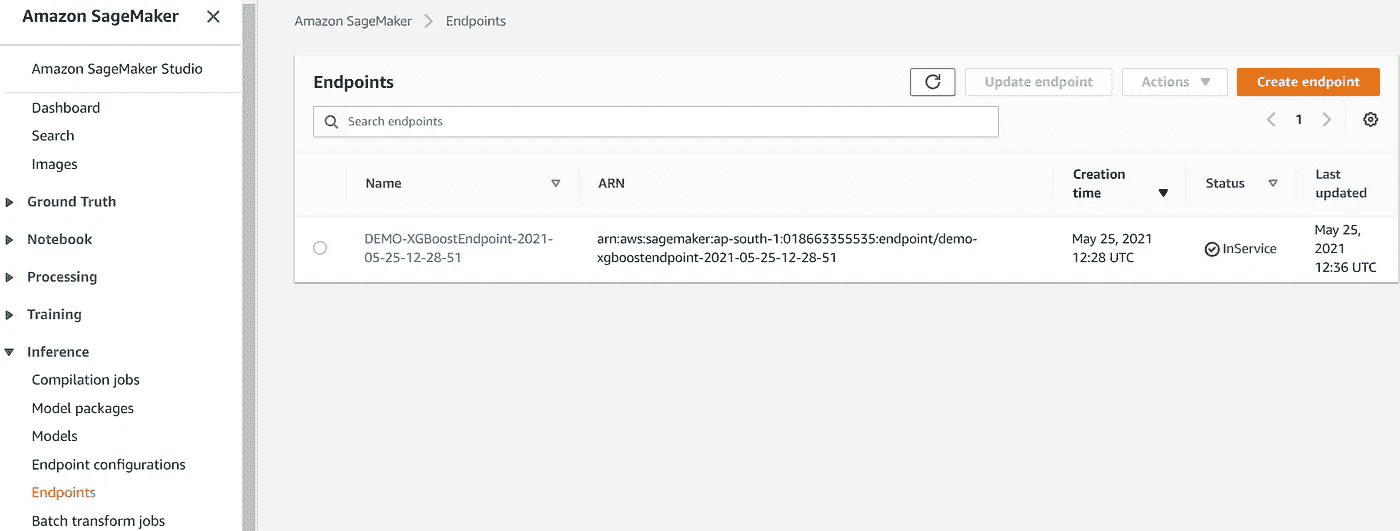 Amazon SageMaker
Amazon SageMaker Studio
Dashboard
Search
Images
Ground Truth
Notebook
Processing
Training
Inference
Compilation jobs
Model packages
Models
Endpoint configurations
Endpoints
Batch transform jobs
Amazon SageMaker > Endpoints
Endpoints
Update endpoint
Actions
Create endpoint
Search endpoints
1
Name
ARN
Creation
time
Status
Last
updated
DEMO-XGBoostEndpoint-2021-
05-25-12-28-51
arn:aws:sagemaker:ap-south-1:018663355535:endpoint/demo-
xgboostendpoint-2021-05-25-12-28-51
May 25, 2021
12:28 UTC
InService
May 25,
2021
12:36 UTC